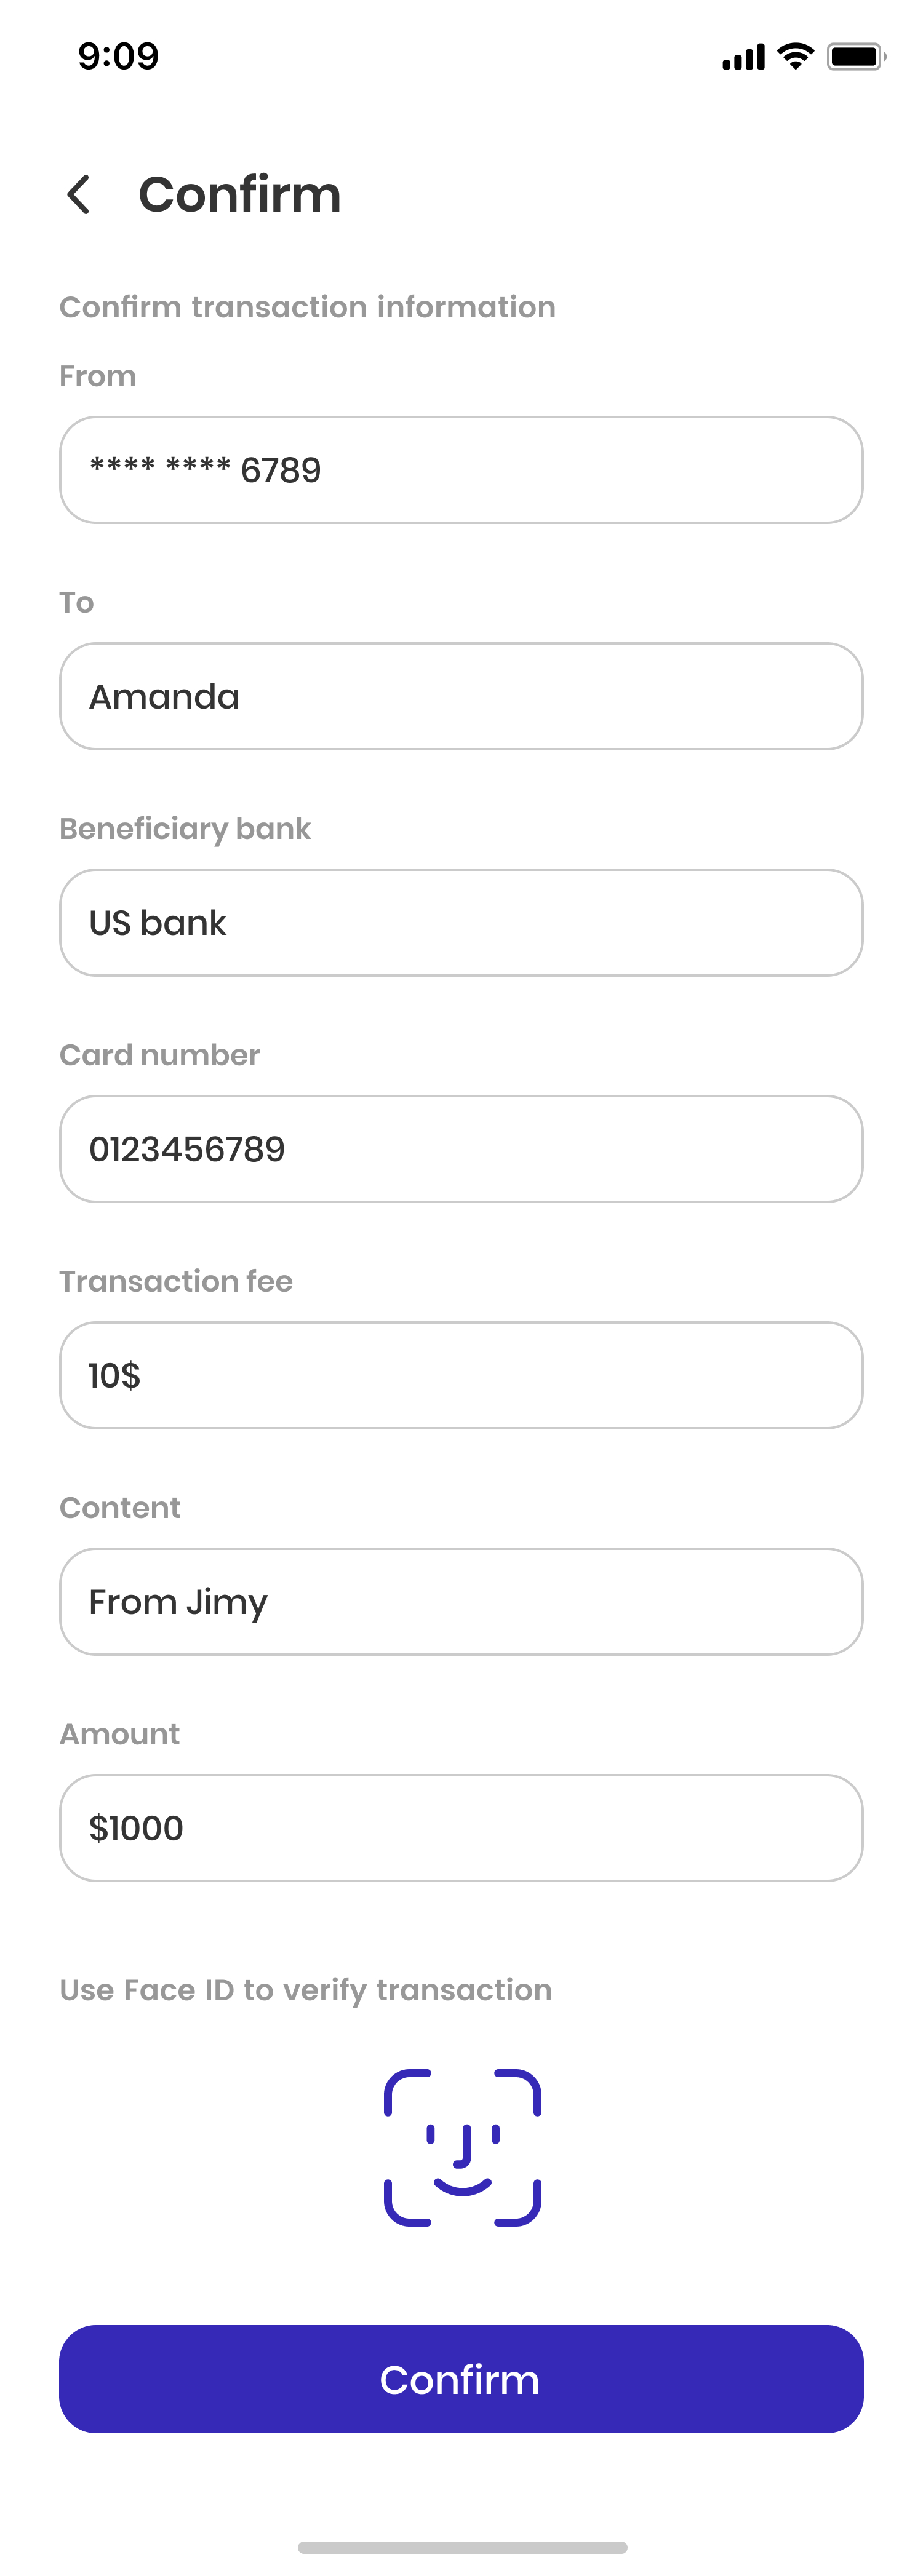 9:09
Confirm
Confirm transaction information
From
**** **** 6789
To
Amanda
Beneficiary bank
US bank
Card number
0123456789
Transaction fee
10$
Content
From Jimy
Amount
$1000
Use Face ID to verify transaction
Confirm